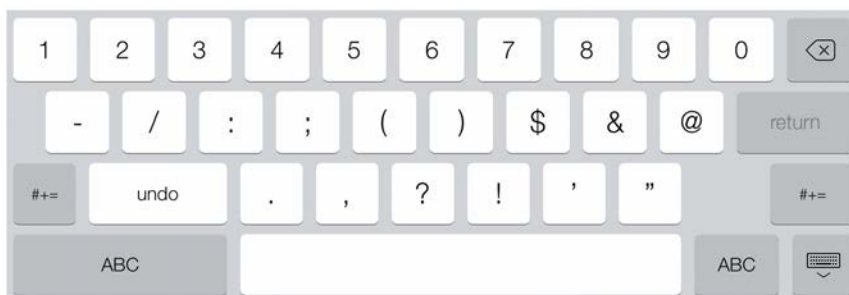 1 2 3 4 5 6 7 8 9 0
- / : ; ( ) $ & @ return
#+= undo . , ? ! ’ ” #+=
ABC ABC